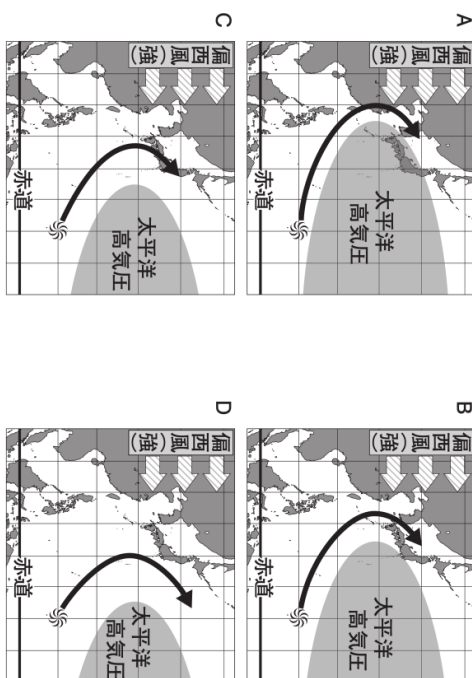 A
偏西風(強)
太平洋
高気圧
赤道
B
偏西風(強)
太平洋
高気圧
赤道
C
偏西風(強)
太平洋
高気圧
赤道
D
偏西風(強)
太平洋
高気圧
赤道